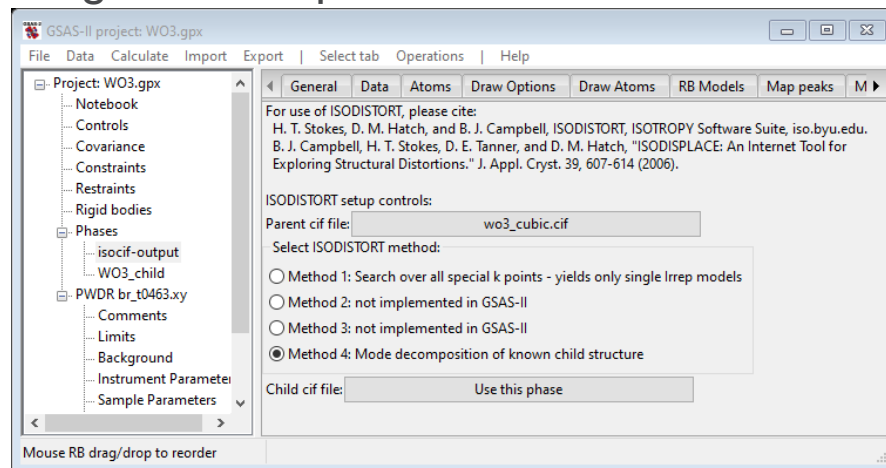 GSAS-II project: WO3.gpx
File Data Calculate Import Export | Select tab Operations | Help
Project: WO3.gpx
Notebook
Controls
Covariance
Constraints
Restraints
Rigid bodies
Phases
isocif-output
WO3_child
PWDR br_t0463.xy
Comments
Limits
Background
Instrument Parameter
Sample Parameters
General Data Atoms Draw Options Draw Atoms RB Models Map peaks M
For use of ISODISTORT, please cite:
H. T. Stokes, D. M. Hatch, and B. J. Campbell, ISODISTORT, ISOTROPY Software Suite, iso.byu.edu.
B. J. Campbell, H. T. Stokes, D. E. Tanner, and D. M. Hatch, "ISODISPLACE: An Internet Tool for
Exploring Structural Distortions." J. Appl. Cryst. 39, 607-614 (2006).
ISODISTORT setup controls:
Parent cif file: wo3_cubic.cif
Select ISODISTORT method:
Method 1: Search over all special k points - yields only single Irrep models
Method 2: not implemented in GSAS-II
Method 3: not implemented in GSAS-II
Method 4: Mode decomposition of known child structure
Child cif file: Use this phase
Mouse RB drag/drop to reorder